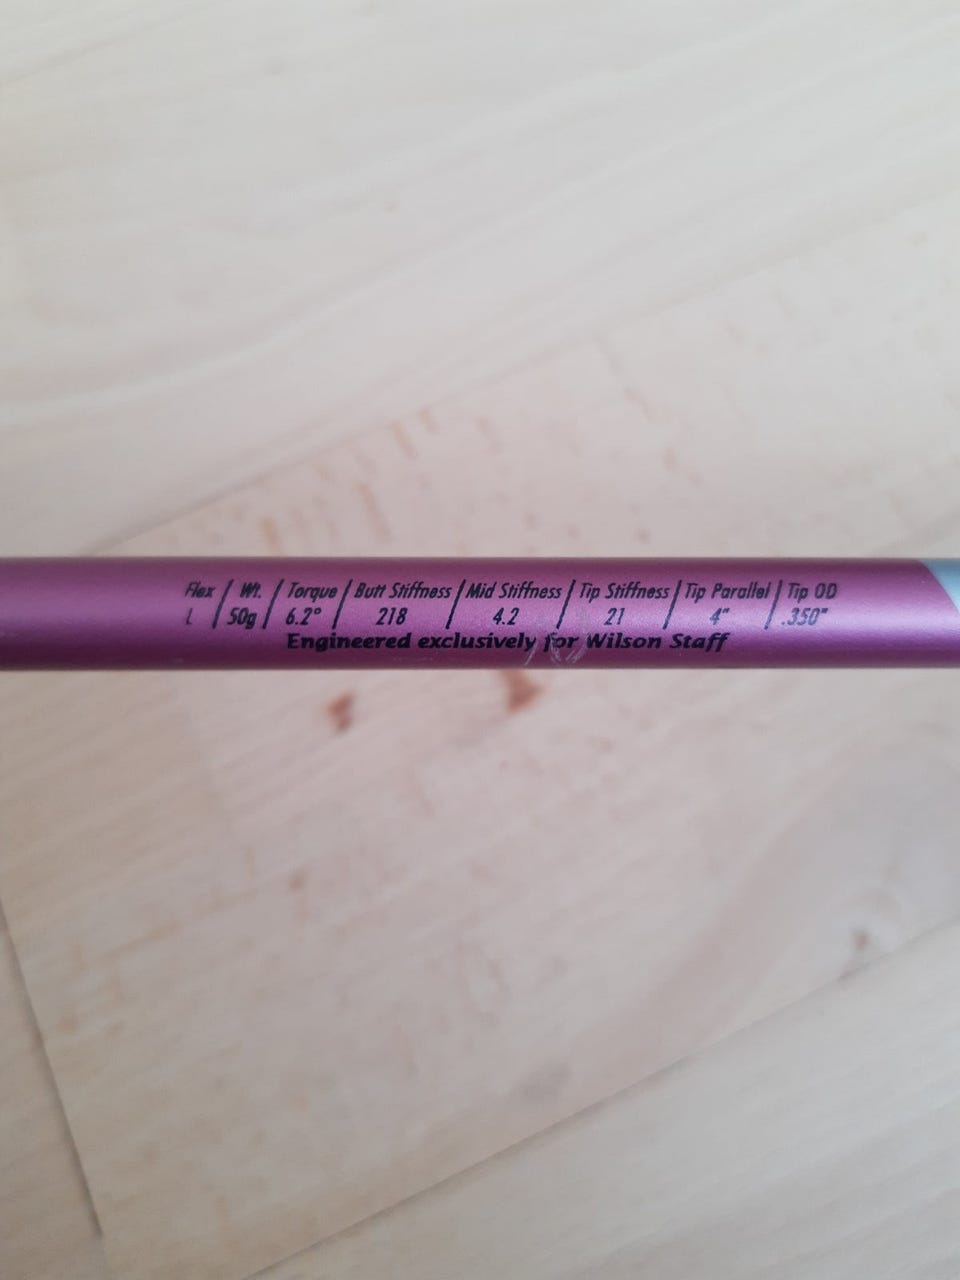 Flex / Wt. / Torque / Butt Stiffness / Mid Stiffness / Tip Stiffness / Tip Parallel / Tip OD
L / 50g / 6.2° / 218 / 4.2 / 21 / 4" / .350"
Engineered exclusively for Wilson Staff